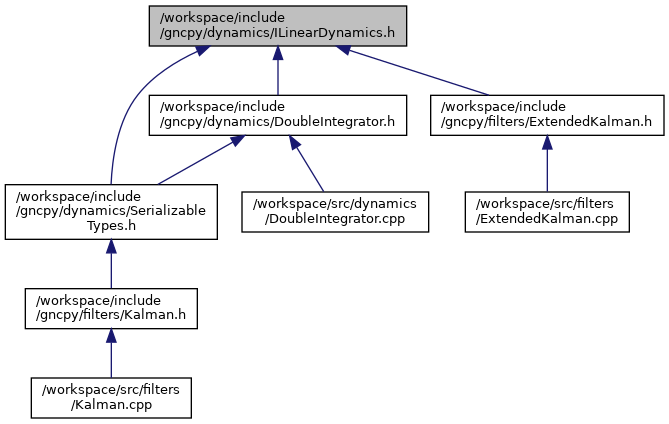 /workspace/include
/gncpy/dynamics/ILinearDynamics.h
/workspace/include
/gncpy/dynamics/DoubleIntegrator.h
/workspace/include
/gncpy/filters/ExtendedKalman.h
/workspace/include
/gncpy/dynamics/Serializable
Types.h
/workspace/src/dynamics
/DoubleIntegrator.cpp
/workspace/src/filters
/ExtendedKalman.cpp
/workspace/include
/gncpy/filters/Kalman.h
/workspace/src/filters
/Kalman.cpp